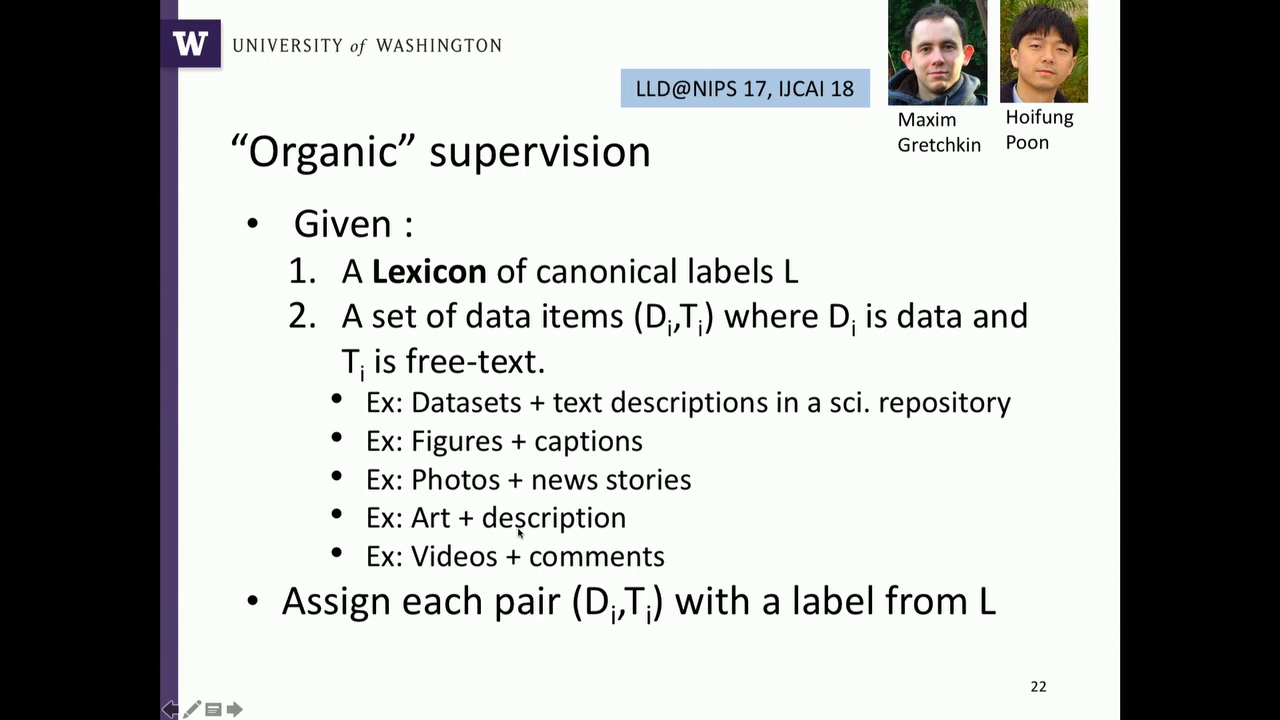 W UNIVERSITY of WASHINGTON
LLD@NIPS 17, IJCAI 18
Maxim
Gretchkin
Hoifung
Poon
“Organic” supervision
• Given :
1. A Lexicon of canonical labels L
2. A set of data items (Di,Ti) where Di is data and
Ti is free-text.
• Ex: Datasets + text descriptions in a sci. repository
• Ex: Figures + captions
• Ex: Photos + news stories
• Ex: Art + description
• Ex: Videos + comments
• Assign each pair (Di,Ti) with a label from L
22